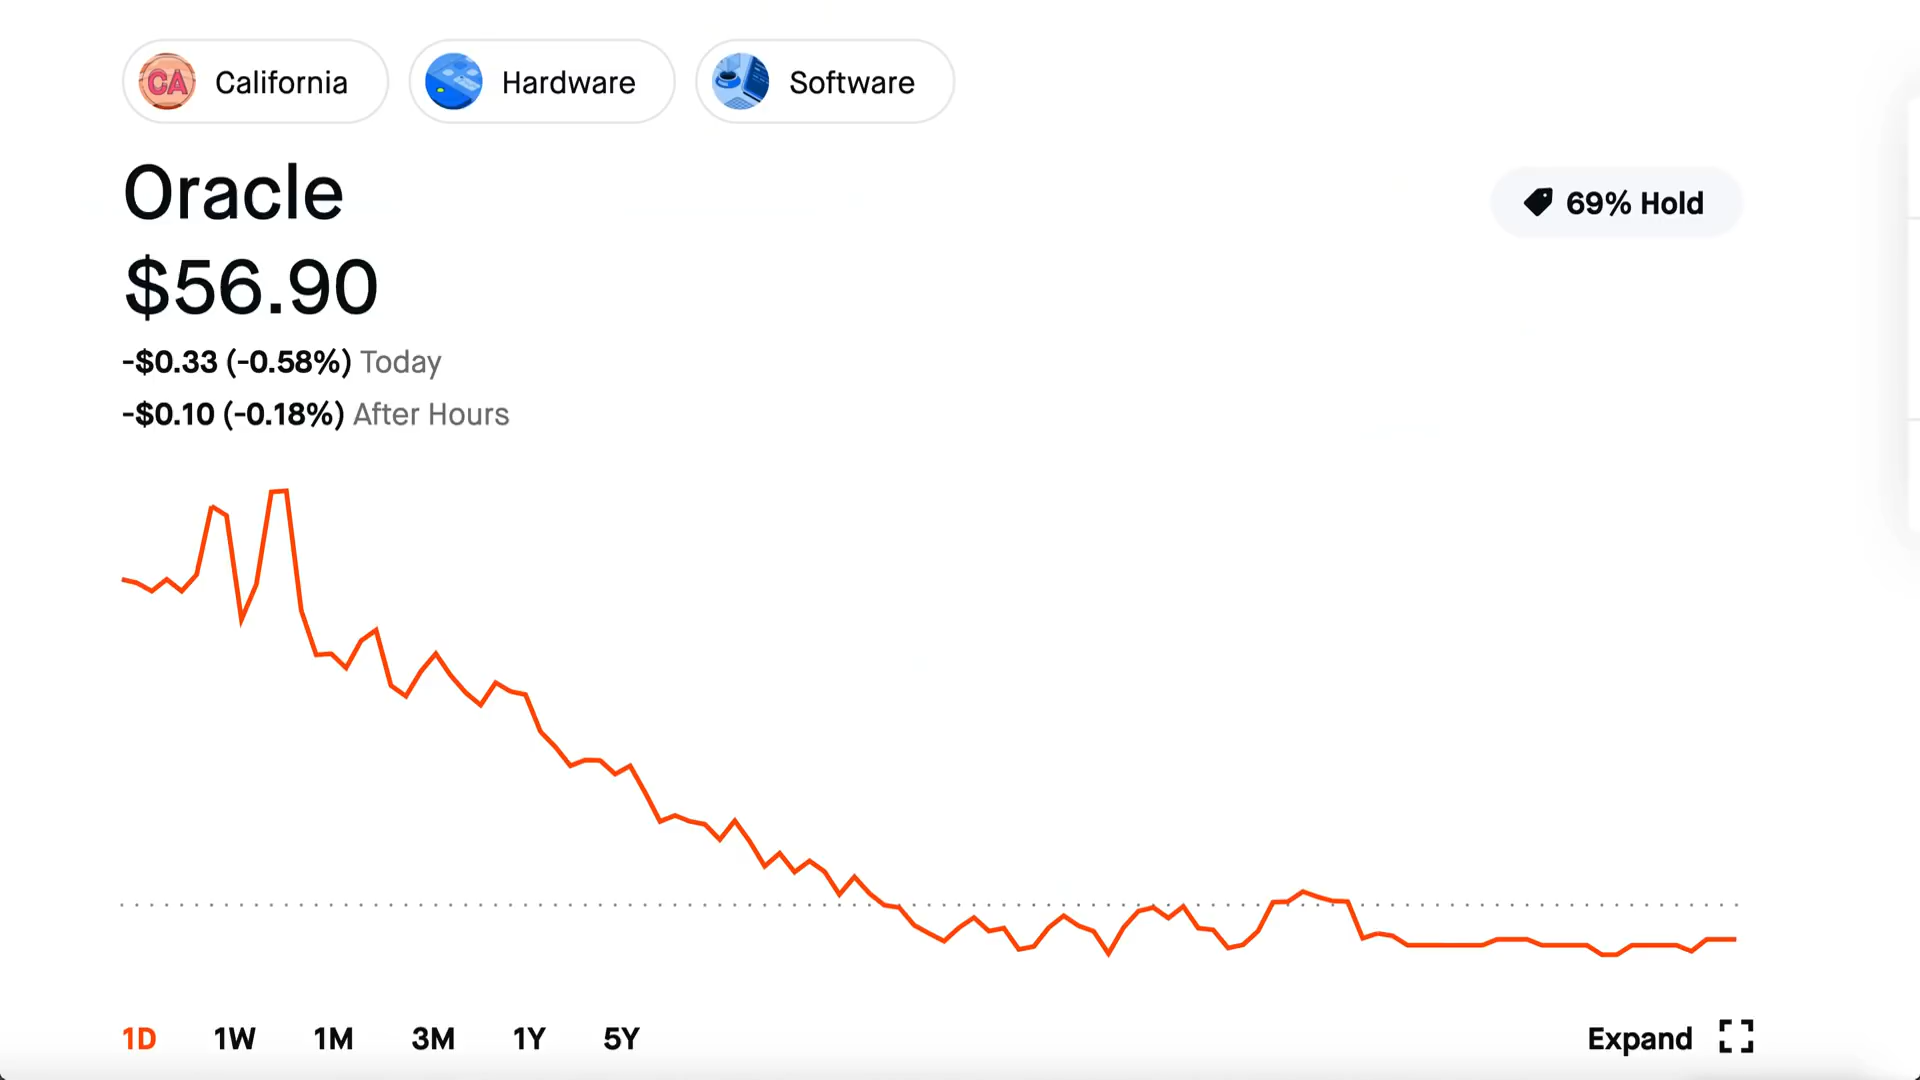 CA California Hardware Software
Oracle
69% Hold
$56.90
-$0.33 (-0.58%) Today
-$0.10 (-0.18%) After Hours
1D 1W 1M 3M 1Y 5Y Expand